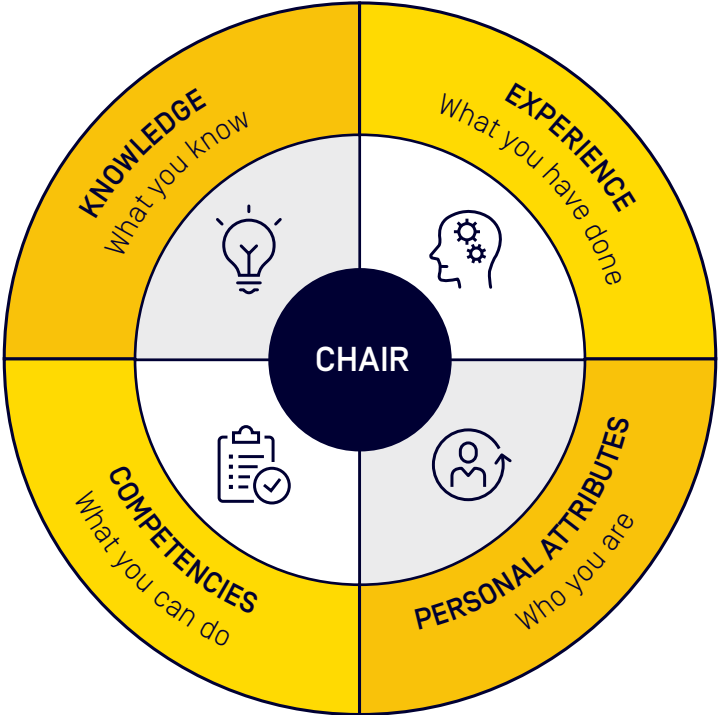 KNOWLEDGE
What you know
EXPERIENCE
What you have done
CHAIR
COMPETENCIES
What you can do
PERSONAL ATTRIBUTES
Who you are